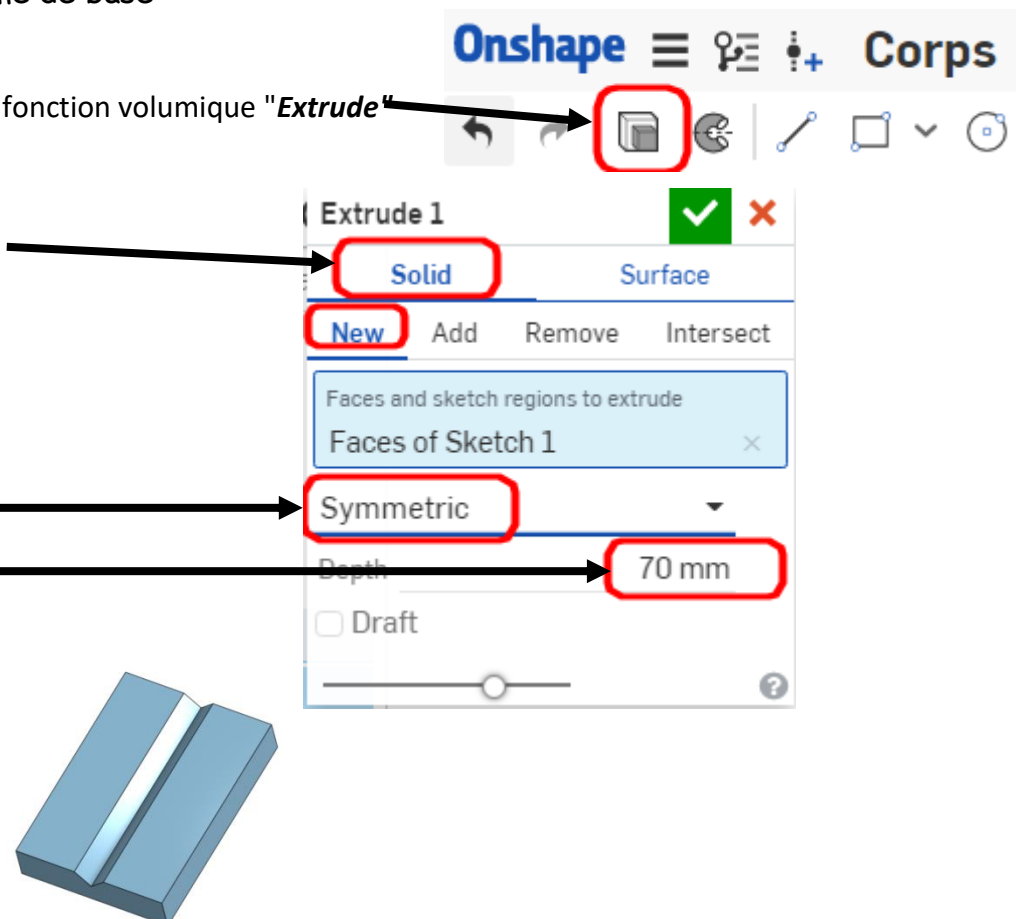 Onshape Corps
fonction volumique "Extrude"
Extrude 1
Solid Surface
New Add Remove Intersect
Faces and sketch regions to extrude
Faces of Sketch 1
Symmetric
Depth 70 mm
Draft